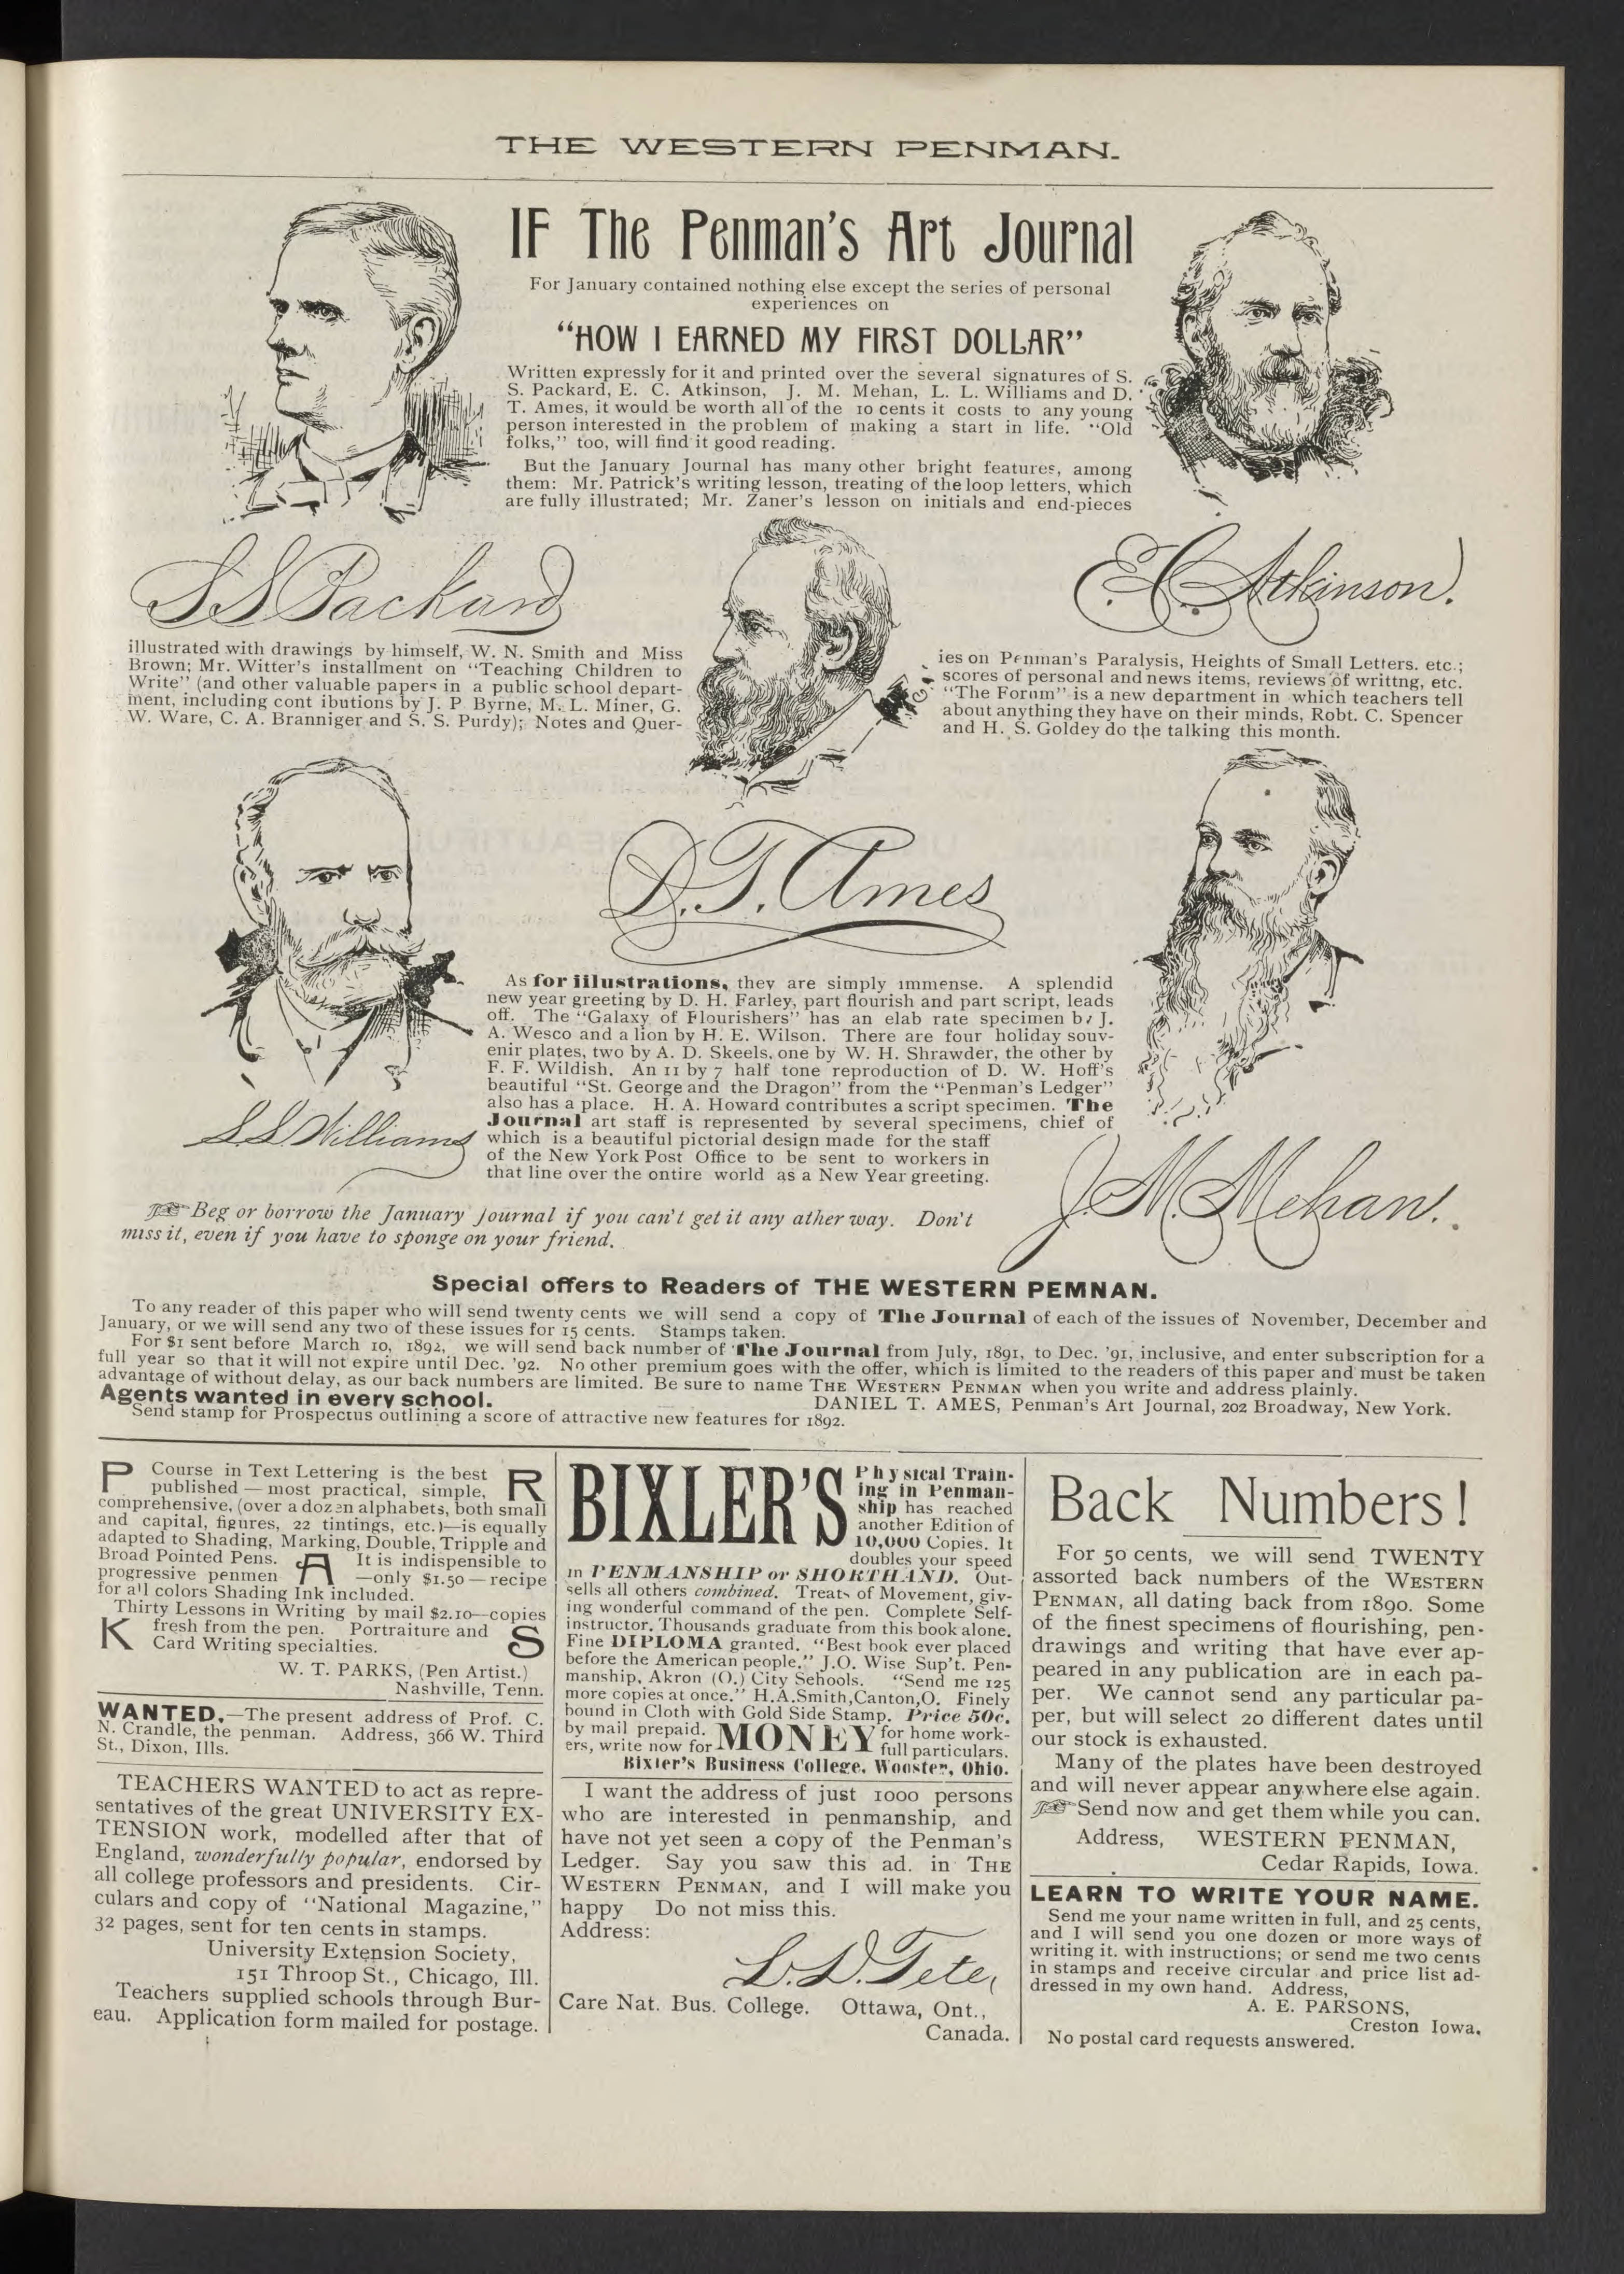 THE WESTERN PENMAN.
IF The Penman's Art Journal
For January contained nothing else except the series of personal
experiences on
"HOW I EARNED MY FIRST DOLLAR"
Written expressly for it and printed over the several signatures of S.
S. Packard, E. C. Atkinson, J. M. Mehan, L. L. Williams and D.
T. Ames, it would be worth all of the 10 cents it costs to any young
person interested in the problem of making a start in life. "Old
folks," too, will find it good reading.
But the January Journal has many other bright features, among
them: Mr. Patrick's writing lesson, treating of the loop letters, which
are fully illustrated; Mr. Zaner's lesson on initials and end-pieces
S S Packard
E. C. Atkinson.
illustrated with drawings by himself, W. N. Smith and Miss
Brown; Mr. Witter's installment on "Teaching Children to
Write" (and other valuable papers in a public school depart-
ment, including cont ibutions by J. P. Byrne, M. L. Miner, G.
W. Ware, C. A. Branniger and S. S. Purdy); Notes and Quer-
ies on Penman's Paralysis, Heights of Small Letters. etc.;
scores of personal and news items, reviews of writtng, etc.
"The Forum" is a new department in which teachers tell
about anything they have on their minds, Robt. C. Spencer
and H. S. Goldey do the talking this month.
D. T. Ames
As for illustrations, they are simply immense. A splendid
new year greeting by D. H. Farley, part flourish and part script, leads
off. The "Galaxy of Flourishers" has an elab rate specimen by J.
A. Wesco and a lion by H. E. Wilson. There are four holiday souv-
enir plates, two by A. D. Skeels, one by W. H. Shrawder, the other by
F. F. Wildish. An 11 by 7 half tone reproduction of D. W. Hoff's
beautiful "St. George and the Dragon" from the "Penman's Ledger"
also has a place. H. A. Howard contributes a script specimen. The
Journal art staff is represented by several specimens, chief of
which is a beautiful pictorial design made for the staff
of the New York Post Office to be sent to workers in
that line over the ontire world as a New Year greeting.
L L Williams
J. M. Mehan.
Beg or borrow the January Journal if you can't get it any ather way. Don't
miss it, even if you have to sponge on your friend.
Special offers to Readers of THE WESTERN PEMNAN.
To any reader of this paper who will send twenty cents we will send a copy of The Journal of each of the issues of November, December and
January, or we will send any two of these issues for 15 cents. Stamps taken.
For $1 sent before March 10, 1892, we will send back number of The Journal from July, 1891, to Dec. '91, inclusive, and enter subscription for a
full year so that it will not expire until Dec. '92. No other premium goes with the offer, which is limited to the readers of this paper and must be taken
advantage of without delay, as our back numbers are limited. Be sure to name THE WESTERN PENMAN when you write and address plainly.
Agents wanted in every school. DANIEL T. AMES, Penman's Art Journal, 202 Broadway, New York.
Send stamp for Prospectus outlining a score of attractive new features for 1892.
P Course in Text Lettering is the best R
published — most practical, simple,
comprehensive, (over a dozen alphabets, both small
and capital, figures, 22 tintings, etc.)—is equally
adapted to Shading, Marking, Double, Tripple and
Broad Pointed Pens. A It is indispensible to
progressive penmen —only $1.50—recipe
for all colors Shading Ink included.
Thirty Lessons in Writing by mail $2.10—copies
K fresh from the pen. Portraiture and S
Card Writing specialties.
W. T. PARKS, (Pen Artist.)
Nashville, Tenn.
WANTED.—The present address of Prof. C.
N. Crandle, the penman. Address, 366 W. Third
St., Dixon, Ills.
TEACHERS WANTED to act as repre-
sentatives of the great UNIVERSITY EX-
TENSION work, modelled after that of
England, wonderfully popular, endorsed by
all college professors and presidents. Cir-
culars and copy of "National Magazine,"
32 pages, sent for ten cents in stamps.
University Extension Society,
151 Throop St., Chicago, Ill.
Teachers supplied schools through Bur-
eau. Application form mailed for postage.
BIXLER'S Physical Train-
ing in Penman-
ship has reached
another Edition of
10,000 Copies. It
doubles your speed
in PENMANSHIP or SHORTHAND. Out-
sells all others combined. Treats of Movement, giv-
ing wonderful command of the pen. Complete Self-
instructor. Thousands graduate from this book alone.
Fine DIPLOMA granted. "Best book ever placed
before the American people." J.O. Wise Sup't. Pen-
manship, Akron (O.) City Sehools. "Send me 125
more copies at once." H.A.Smith,Canton,O. Finely
bound in Cloth with Gold Side Stamp. Price 50c.
by mail prepaid. MONEY for home work-
ers, write now for full particulars.
Bixler's Business College, Wooster, Ohio.
I want the address of just 1000 persons
who are interested in penmanship, and
have not yet seen a copy of the Penman's
Ledger. Say you saw this ad. in THE
WESTERN PENMAN, and I will make you
happy Do not miss this.
Address:
L. D. Tete,
Care Nat. Bus. College. Ottawa, Ont.,
Canada.
Back Numbers!
For 50 cents, we will send TWENTY
assorted back numbers of the WESTERN
PENMAN, all dating back from 1890. Some
of the finest specimens of flourishing, pen-
drawings and writing that have ever ap-
peared in any publication are in each pa-
per. We cannot send any particular pa-
per, but will select 20 different dates until
our stock is exhausted.
Many of the plates have been destroyed
and will never appear anywhere else again.
Send now and get them while you can.
Address, WESTERN PENMAN,
Cedar Rapids, Iowa.
LEARN TO WRITE YOUR NAME.
Send me your name written in full, and 25 cents,
and I will send you one dozen or more ways of
writing it. with instructions; or send me two cents
in stamps and receive circular and price list ad-
dressed in my own hand. Address,
A. E. PARSONS,
Creston Iowa.
No postal card requests answered.